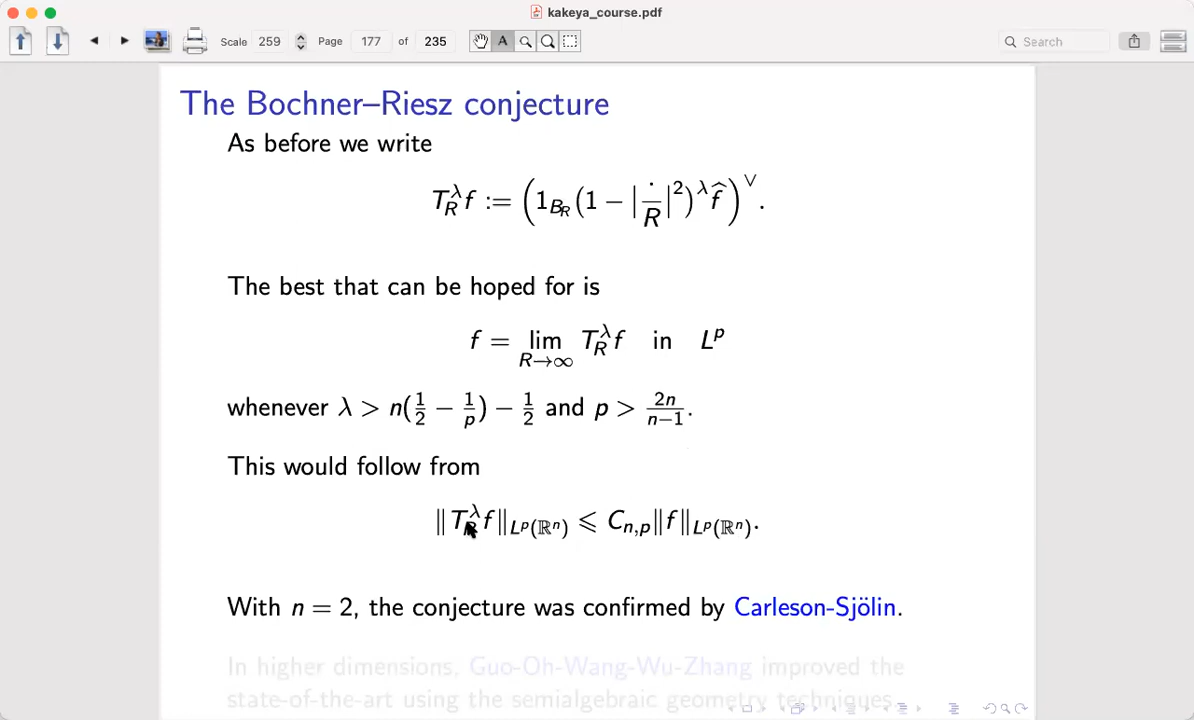 kakeya_course.pdf
Scale 259 Page 177 of 235 A Search
The Bochner–Riesz conjecture
As before we write
T_R^λ f := (1_{B_R}(1 − |˙/R|²)^λ f̂)^∨.
The best that can be hoped for is
f = lim_{R→∞} T_R^λ f in L^p
whenever λ > n(1/2 − 1/p) − 1/2 and p > 2n/(n−1).
This would follow from
‖T_R^λ f‖_{L^p(ℝ^n)} ⩽ C_{n,p}‖f‖_{L^p(ℝ^n)}.
With n = 2, the conjecture was confirmed by Carleson-Sjölin.
In higher dimensions, Guo-Oh-Wang-Wu-Zhang improved the
state-of-the-art using the semialgebraic geometry techniques.